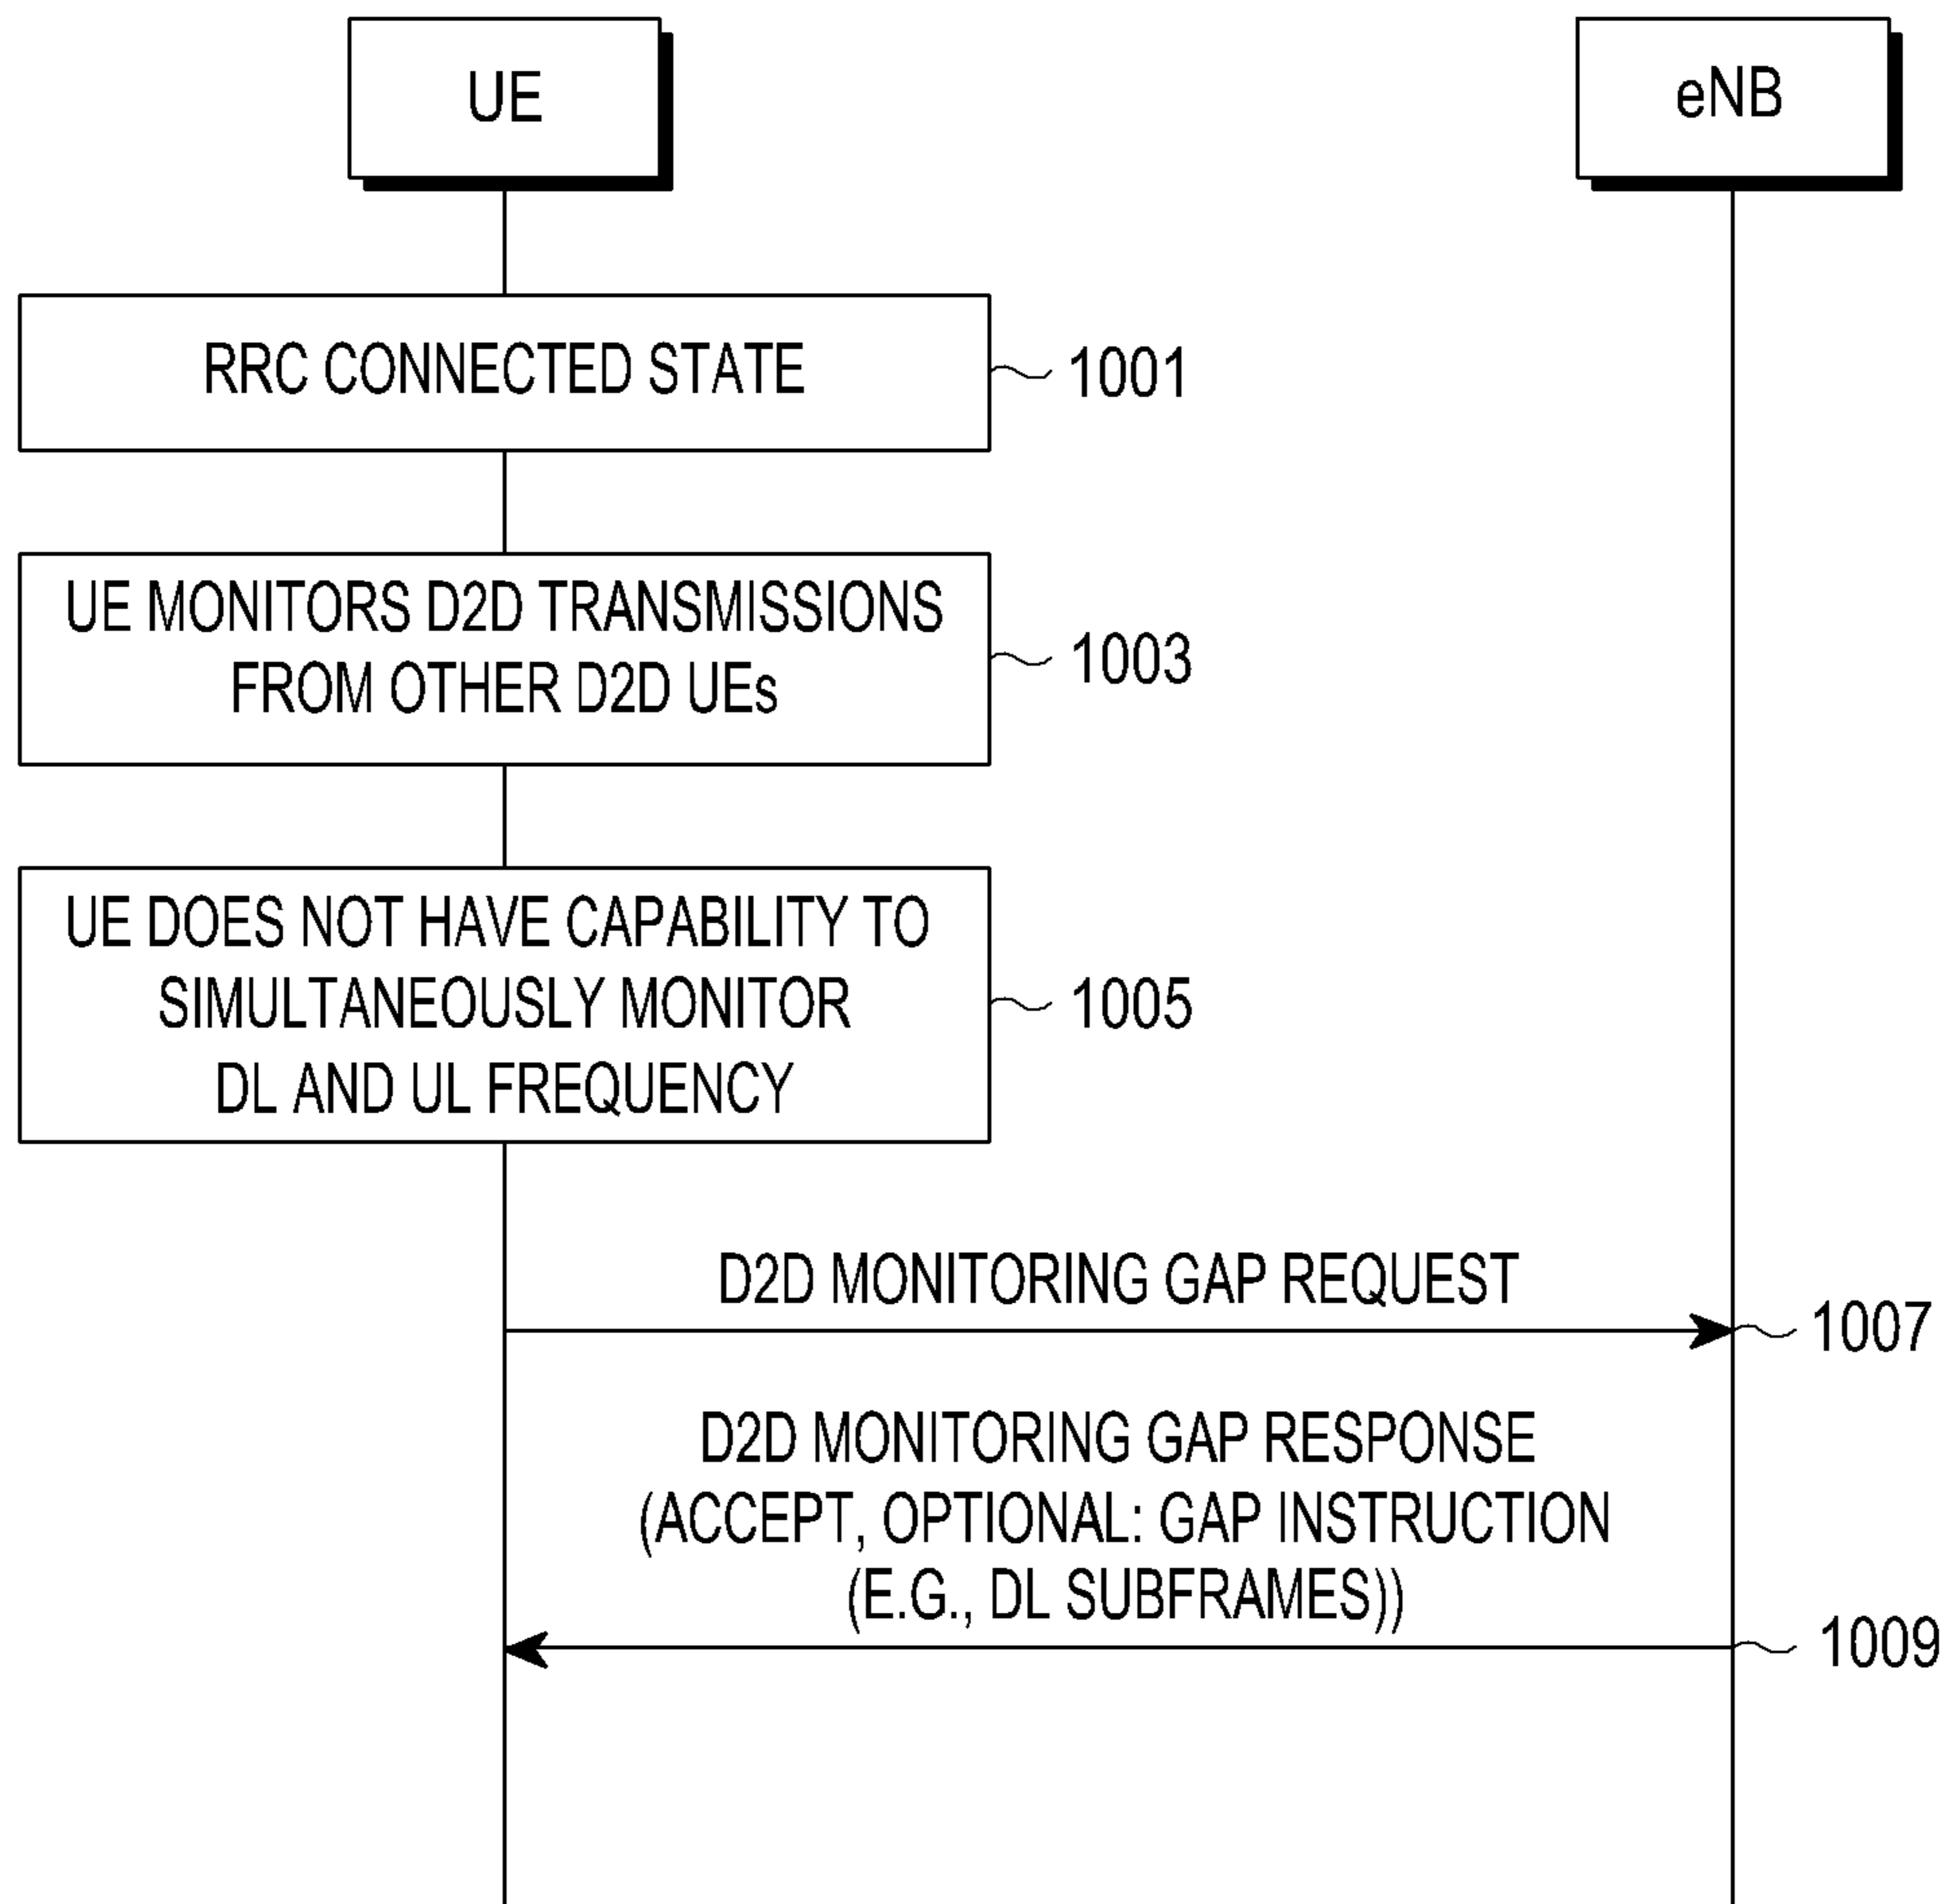 UE
eNB
RRC CONNECTED STATE
1001
UE MONITORS D2D TRANSMISSIONS
FROM OTHER D2D UEs
1003
UE DOES NOT HAVE CAPABILITY TO
SIMULTANEOUSLY MONITOR
DL AND UL FREQUENCY
1005
D2D MONITORING GAP REQUEST
1007
D2D MONITORING GAP RESPONSE
(ACCEPT, OPTIONAL: GAP INSTRUCTION
(E.G., DL SUBFRAMES))
1009